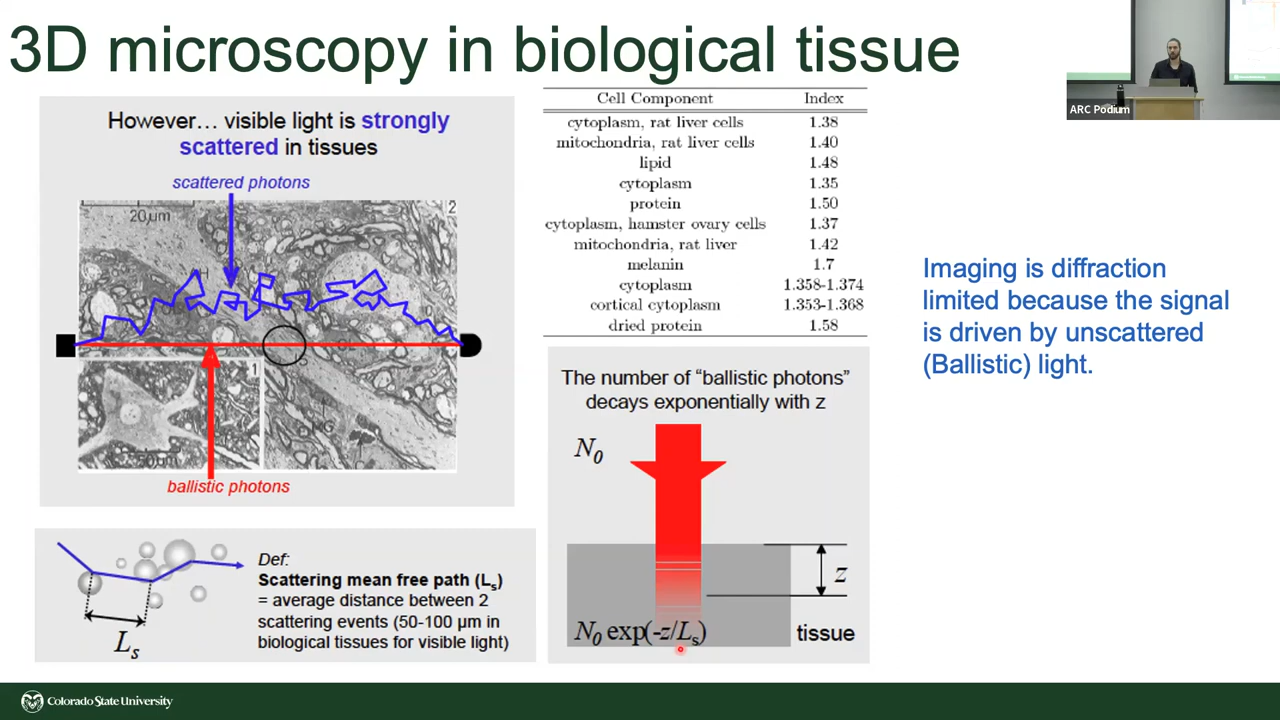 3D microscopy in biological tissue
ARC Podium
However… visible light is strongly
scattered in tissues
scattered photons
20µm
2
1
50µm
ballistic photons
Cell Component Index
cytoplasm, rat liver cells 1.38
mitochondria, rat liver cells 1.40
lipid 1.48
cytoplasm 1.35
protein 1.50
cytoplasm, hamster ovary cells 1.37
mitochondria, rat liver 1.42
melanin 1.7
cytoplasm 1.358-1.374
cortical cytoplasm 1.353-1.368
dried protein 1.58
Imaging is diffraction
limited because the signal
is driven by unscattered
(Ballistic) light.
The number of “ballistic photons”
decays exponentially with z
N₀
z
N₀ exp(-z/Lₛ)
tissue
Def:
Scattering mean free path (Lₛ)
= average distance between 2
scattering events (50-100 µm in
biological tissues for visible light)
Lₛ
Colorado State University